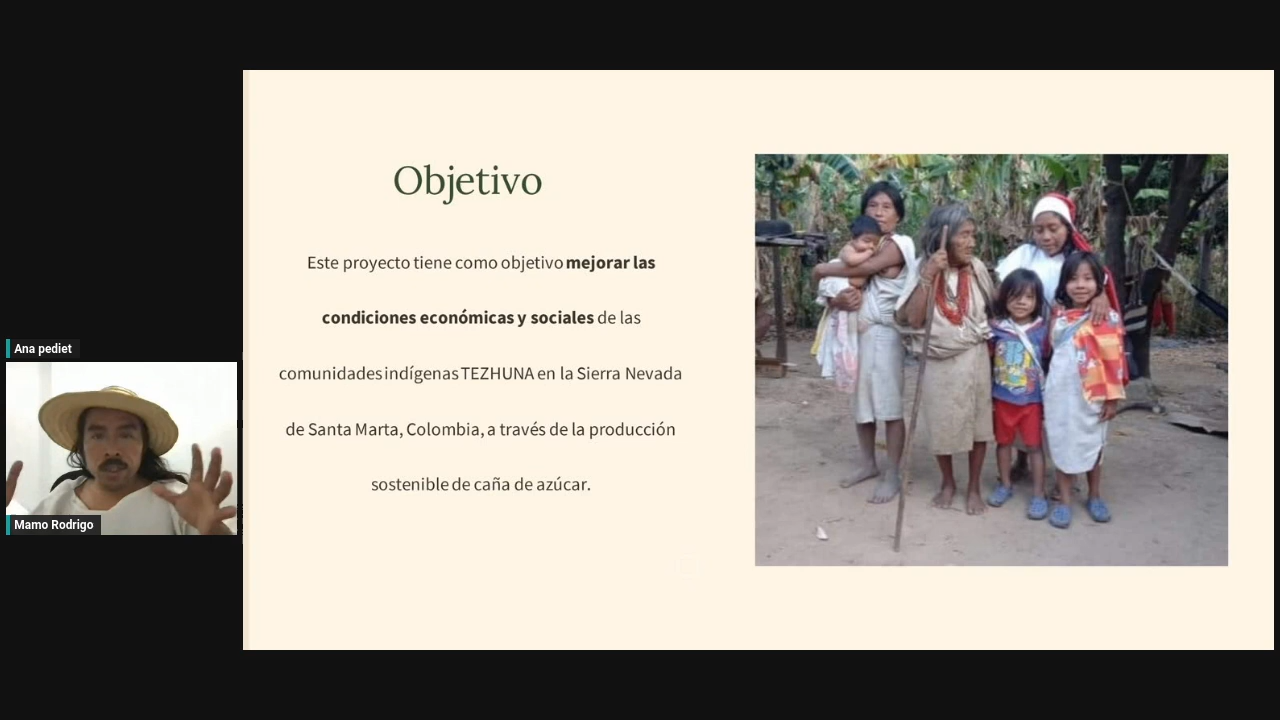 Objetivo
Este proyecto tiene como objetivo mejorar las
condiciones económicas y sociales de las
comunidades indígenas TEZHUNA en la Sierra Nevada
de Santa Marta, Colombia, a través de la producción
sostenible de caña de azúcar.
Ana pediet
Mamo Rodrigo